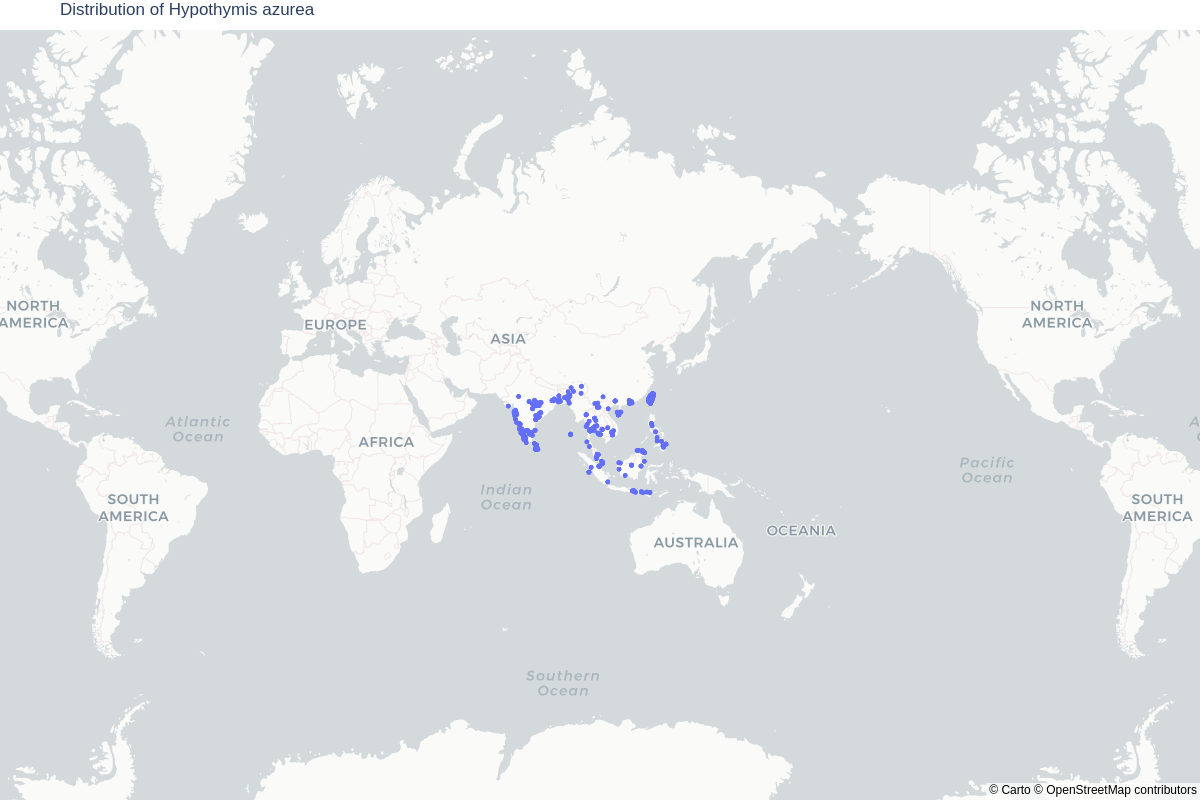 Distribution of Hypothymis azurea
NORTH
AMERICA
EUROPE
ASIA
NORTH
AMERICA
Atlantic
Ocean
A
AFRICA
Pacific
Ocean
Indian
Ocean
SOUTH
AMERICA
SOUTH
AMERICA
OCEANIA
AUSTRALIA
Southern
Ocean
© Carto © OpenStreetMap contributors